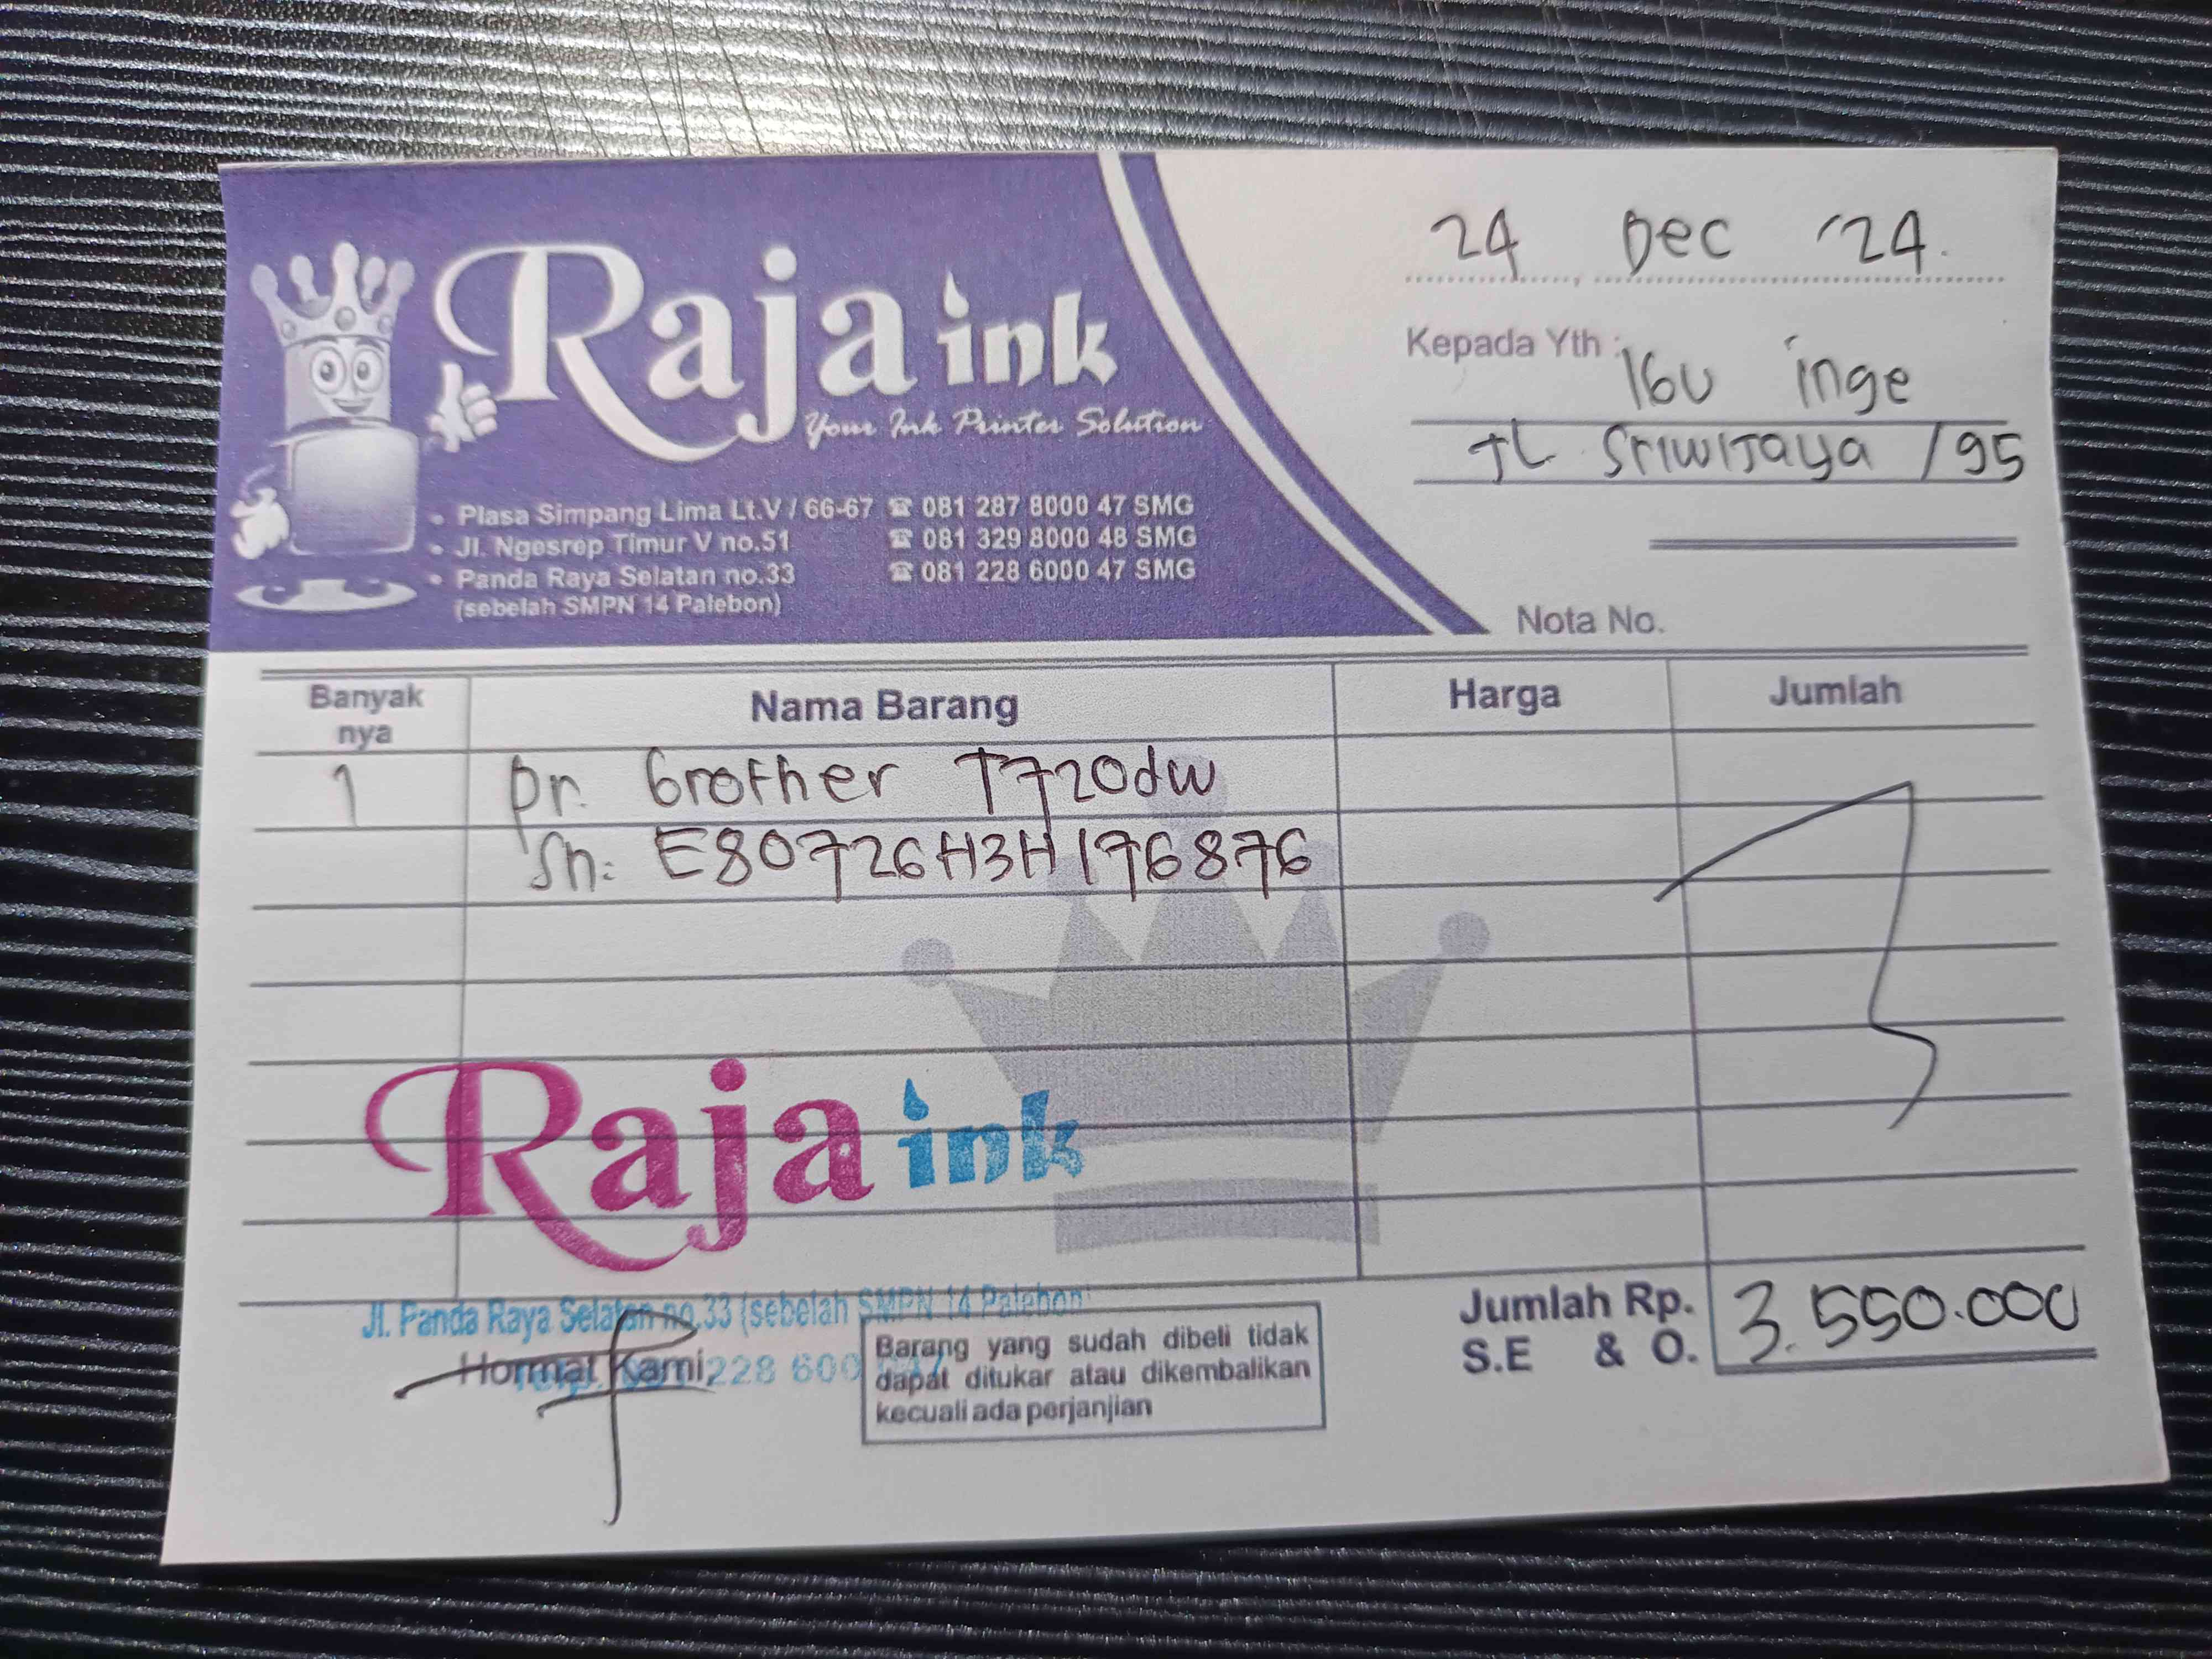 Raja ink
Your Ink Printer Solution
• Plasa Simpang Lima Lt.V / 66-67 ☎ 081 287 8000 47 SMG
• Jl. Ngesrep Timur V no.51 ☎ 081 329 8000 48 SMG
• Panda Raya Selatan no.33 ☎ 081 228 6000 47 SMG
(sebelah SMPN 14 Palebon)
24 Dec '24.
Kepada Yth : Ibu inge
JL. Sriwijaya / 95
Nota No.
Banyak nya Nama Barang Harga Jumlah
1 pr. brother T720dw
Sn: E80726H3H176876
Raja ink
Jl. Panda Raya Selatan no.33 (sebelah SMPN 14 Palebon)
Hormat Kami,
228 600
Barang yang sudah dibeli tidak
dapat ditukar atau dikembalikan
kecuali ada perjanjian
Jumlah Rp. 3.550.000
S.E & O.